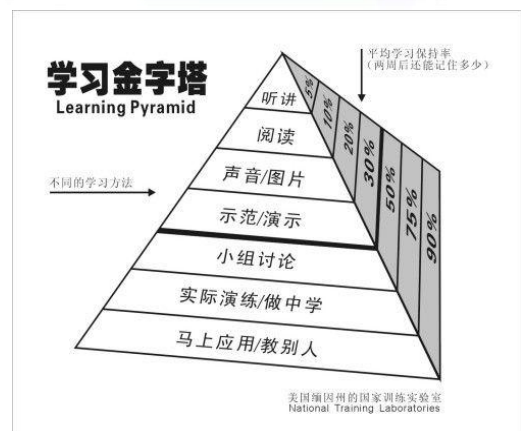 学习金字塔
Learning Pyramid
平均学习保持率
(两周后还能记住多少)
不同的学习方法
听讲
5%
阅读
10%
声音/图片
20%
示范/演示
30%
小组讨论
50%
实际演练/做中学
75%
马上应用/教别人
90%
美国缅因州的国家训练实验室
National Training Laboratories